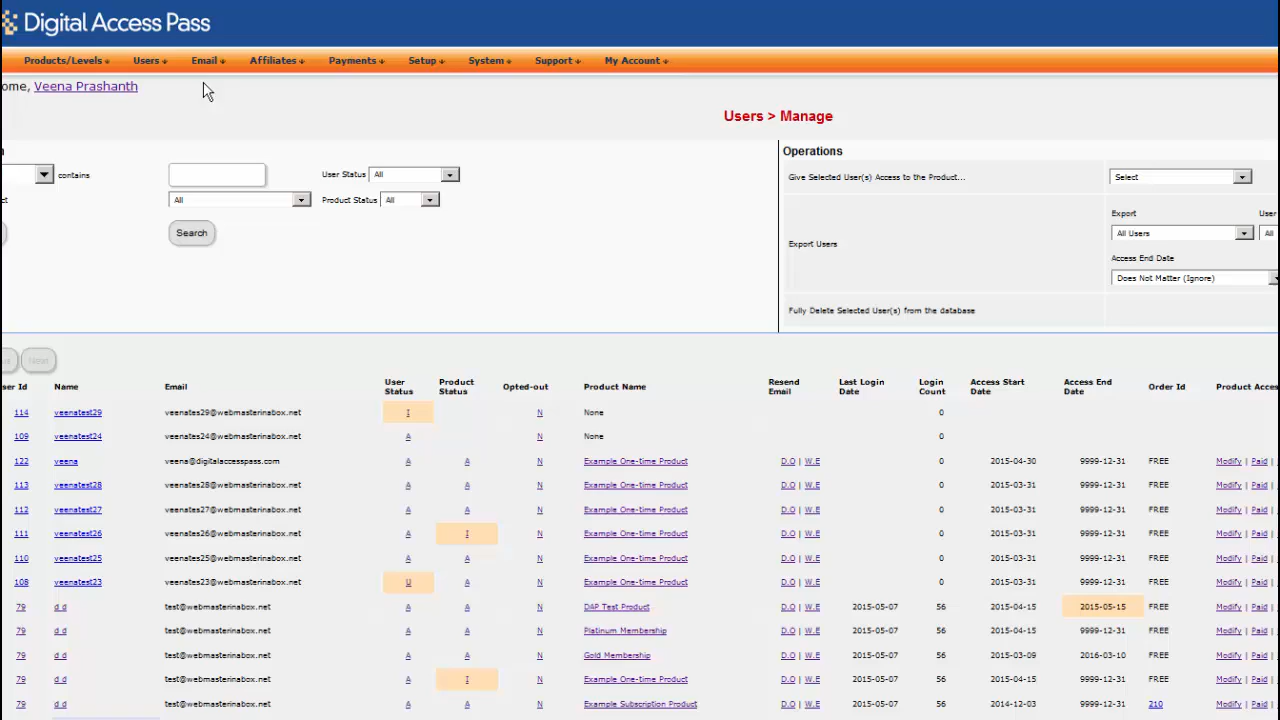 Digital Access Pass
Products/Levels Users Email Affiliates Payments Setup System Support My Account
ome, Veena Prashanth
Users > Manage
Operations
contains User Status All
Give Selected User(s) Access to the Product... Select
All Product Status All
Search
Export User
Export Users All Users All
Access End Date
Does Not Matter (Ignore)
Fully Delete Selected User(s) from the database
Next
ser Id Name Email User Status Product Status Opted-out Product Name Resend Email Last Login Date Login Count Access Start Date Access End Date Order Id Product Acces
114 veenatest29 veenates29@webmasterinabox.net I N None 0
109 veenatest24 veenates24@webmasterinabox.net A N None 0
122 veena veena@digitalaccesspass.com A A N Example One-time Product D.O | W.E 0 2015-04-30 9999-12-31 FREE Modify | Paid |
113 veenatest28 veenates28@webmasterinabox.net A A N Example One-time Product D.O | W.E 0 2015-03-31 9999-12-31 FREE Modify | Paid |
112 veenatest27 veenates27@webmasterinabox.net A A N Example One-time Product D.O | W.E 0 2015-03-31 9999-12-31 FREE Modify | Paid |
111 veenatest26 veenates26@webmasterinabox.net A I N Example One-time Product D.O | W.E 0 2015-03-31 9999-12-31 FREE Modify | Paid |
110 veenatest25 veenates25@webmasterinabox.net A A N Example One-time Product D.O | W.E 0 2015-03-31 9999-12-31 FREE Modify | Paid |
108 veenatest23 veenates23@webmasterinabox.net U A N Example One-time Product D.O | W.E 0 2015-03-31 9999-12-31 FREE Modify | Paid |
79 d d test@webmasterinabox.net A A N DAP Test Product D.O | W.E 2015-05-07 56 2015-04-15 2015-05-15 FREE Modify | Paid |
79 d d test@webmasterinabox.net A A N Platinum Membership D.O | W.E 2015-05-07 56 2015-04-15 9999-12-31 FREE Modify | Paid |
79 d d test@webmasterinabox.net A A N Gold Membership D.O | W.E 2015-05-07 56 2015-03-09 2016-03-10 FREE Modify | Paid |
79 d d test@webmasterinabox.net A I N Example One-time Product D.O | W.E 2015-05-07 56 2015-04-15 9999-12-31 FREE Modify | Paid |
79 d d test@webmasterinabox.net A A N Example Subscription Product D.O | W.E 2015-05-07 56 2014-12-03 9999-12-31 210 Modify | Paid |